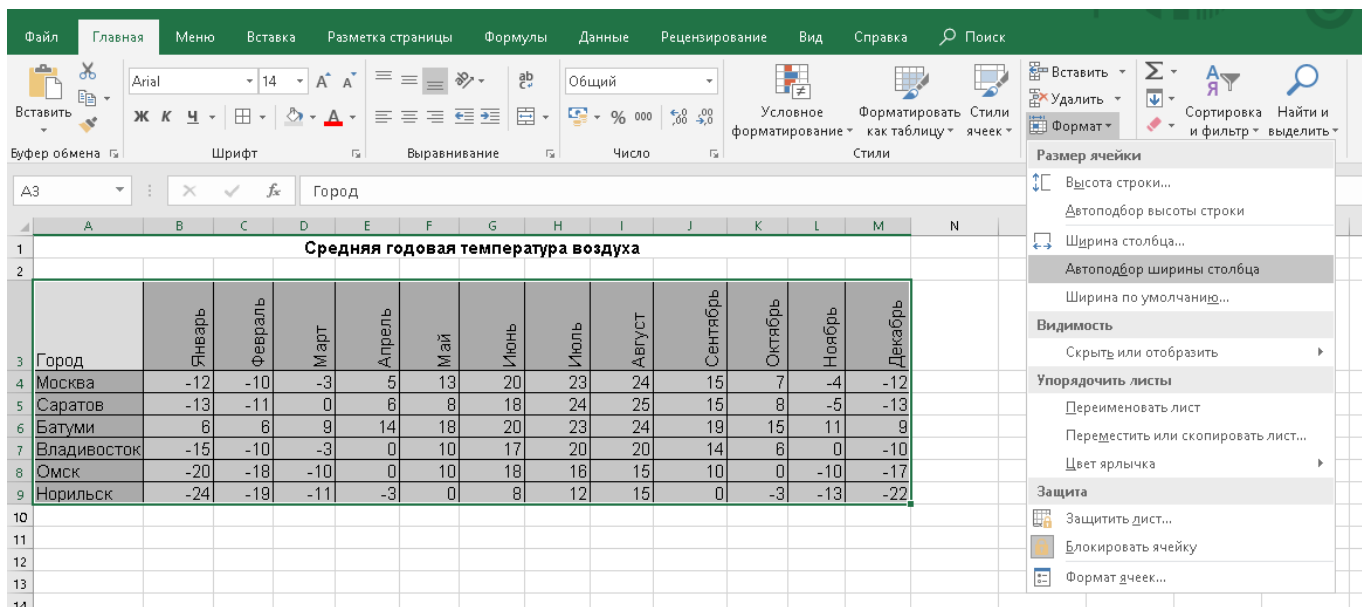 Файл Главная Меню Вставка Разметка страницы Формулы Данные Рецензирование Вид Справка Поиск
Вставить
Буфер обмена
Arial 14 A A
Ж К Ч A
Шрифт
ab
Выравнивание
Общий
% 000 ,00 ,00 ,0
Число
Условное форматирование
Форматировать как таблицу
Стили ячеек
Стили
Вставить
Удалить
Формат
Σ
Сортировка и фильтр
Найти и выделить
A3 fx Город
A B C D E F G H I J K L M N
1 Средняя годовая температура воздуха
2
3 Город Январь Февраль Март Апрель Май Июнь Июль Август Сентябрь Октябрь Ноябрь Декабрь
4 Москва -12 -10 -3 5 13 20 23 24 15 7 -4 -12
5 Саратов -13 -11 0 6 8 18 24 25 15 8 -5 -13
6 Батуми 6 6 9 14 18 20 23 24 19 15 11 9
7 Владивосток -15 -10 -3 0 10 17 20 20 14 6 0 -10
8 Омск -20 -18 -10 0 10 18 16 15 10 0 -10 -17
9 Норильск -24 -19 -11 -3 0 8 12 15 0 -3 -13 -22
10
11
12
13
14
Размер ячейки
Высота строки...
Автоподбор высоты строки
Ширина столбца...
Автоподбор ширины столбца
Ширина по умолчанию...
Видимость
Скрыть или отобразить
Упорядочить листы
Переименовать лист
Переместить или скопировать лист...
Цвет ярлычка
Защита
Защитить лист...
Блокировать ячейку
Формат ячеек...